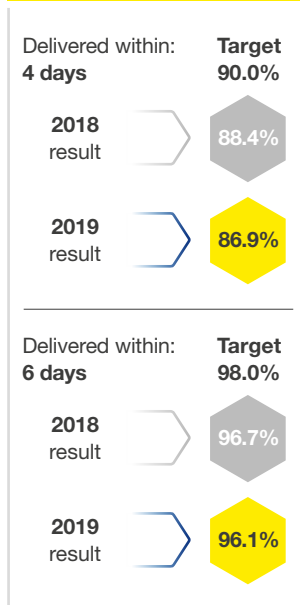 Delivered within: Target
4 days 90.0%
2018
result
88.4%
2019
result
86.9%
Delivered within: Target
6 days 98.0%
2018
result
96.7%
2019
result
96.1%